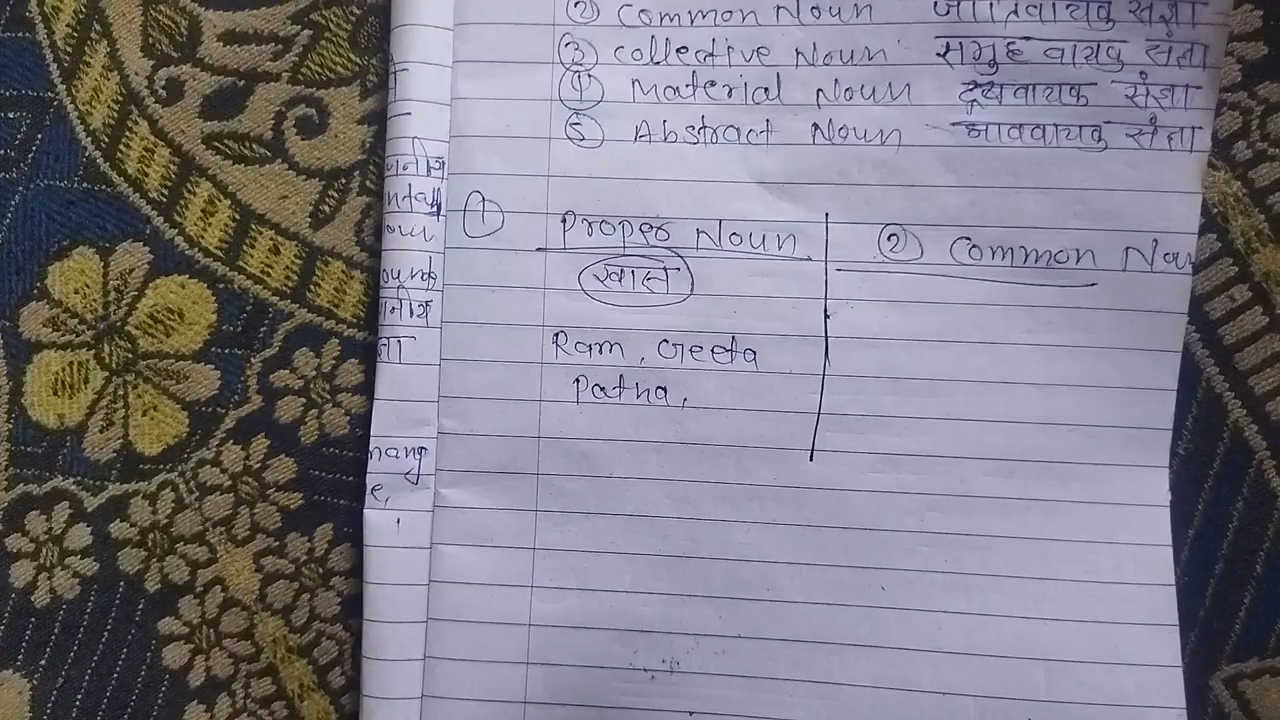 ② Common Noun जातिवाचक संज्ञा
③ collective Noun समुह वाचक संज्ञा
④ Material Noun द्रव्यवाचक संज्ञा
⑤ Abstract Noun भाववाचक संज्ञा
① Proper Noun
② Common Nou
खास
Ram, Geeta
Patna,